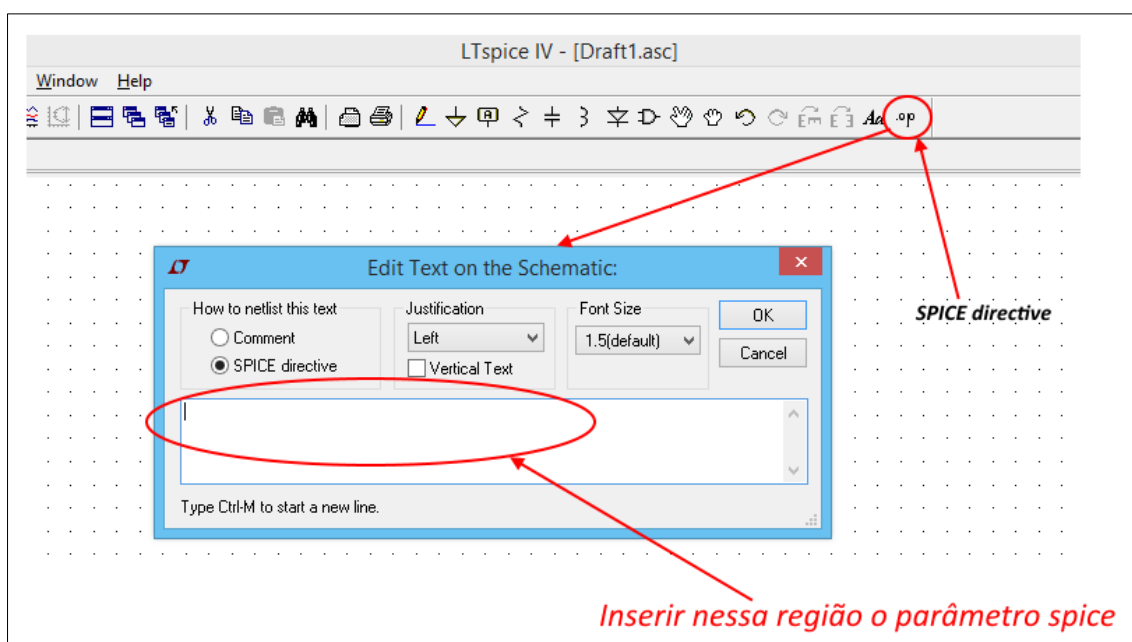 LTspice IV - [Draft1.asc]
Window Help
A Aa .op
Edit Text on the Schematic:
How to netlist this text
Comment
SPICE directive
Justification
Left
Vertical Text
Font Size
1.5(default)
OK
Cancel
SPICE directive
Type Ctrl-M to start a new line.
Inserir nessa região o parâmetro spice